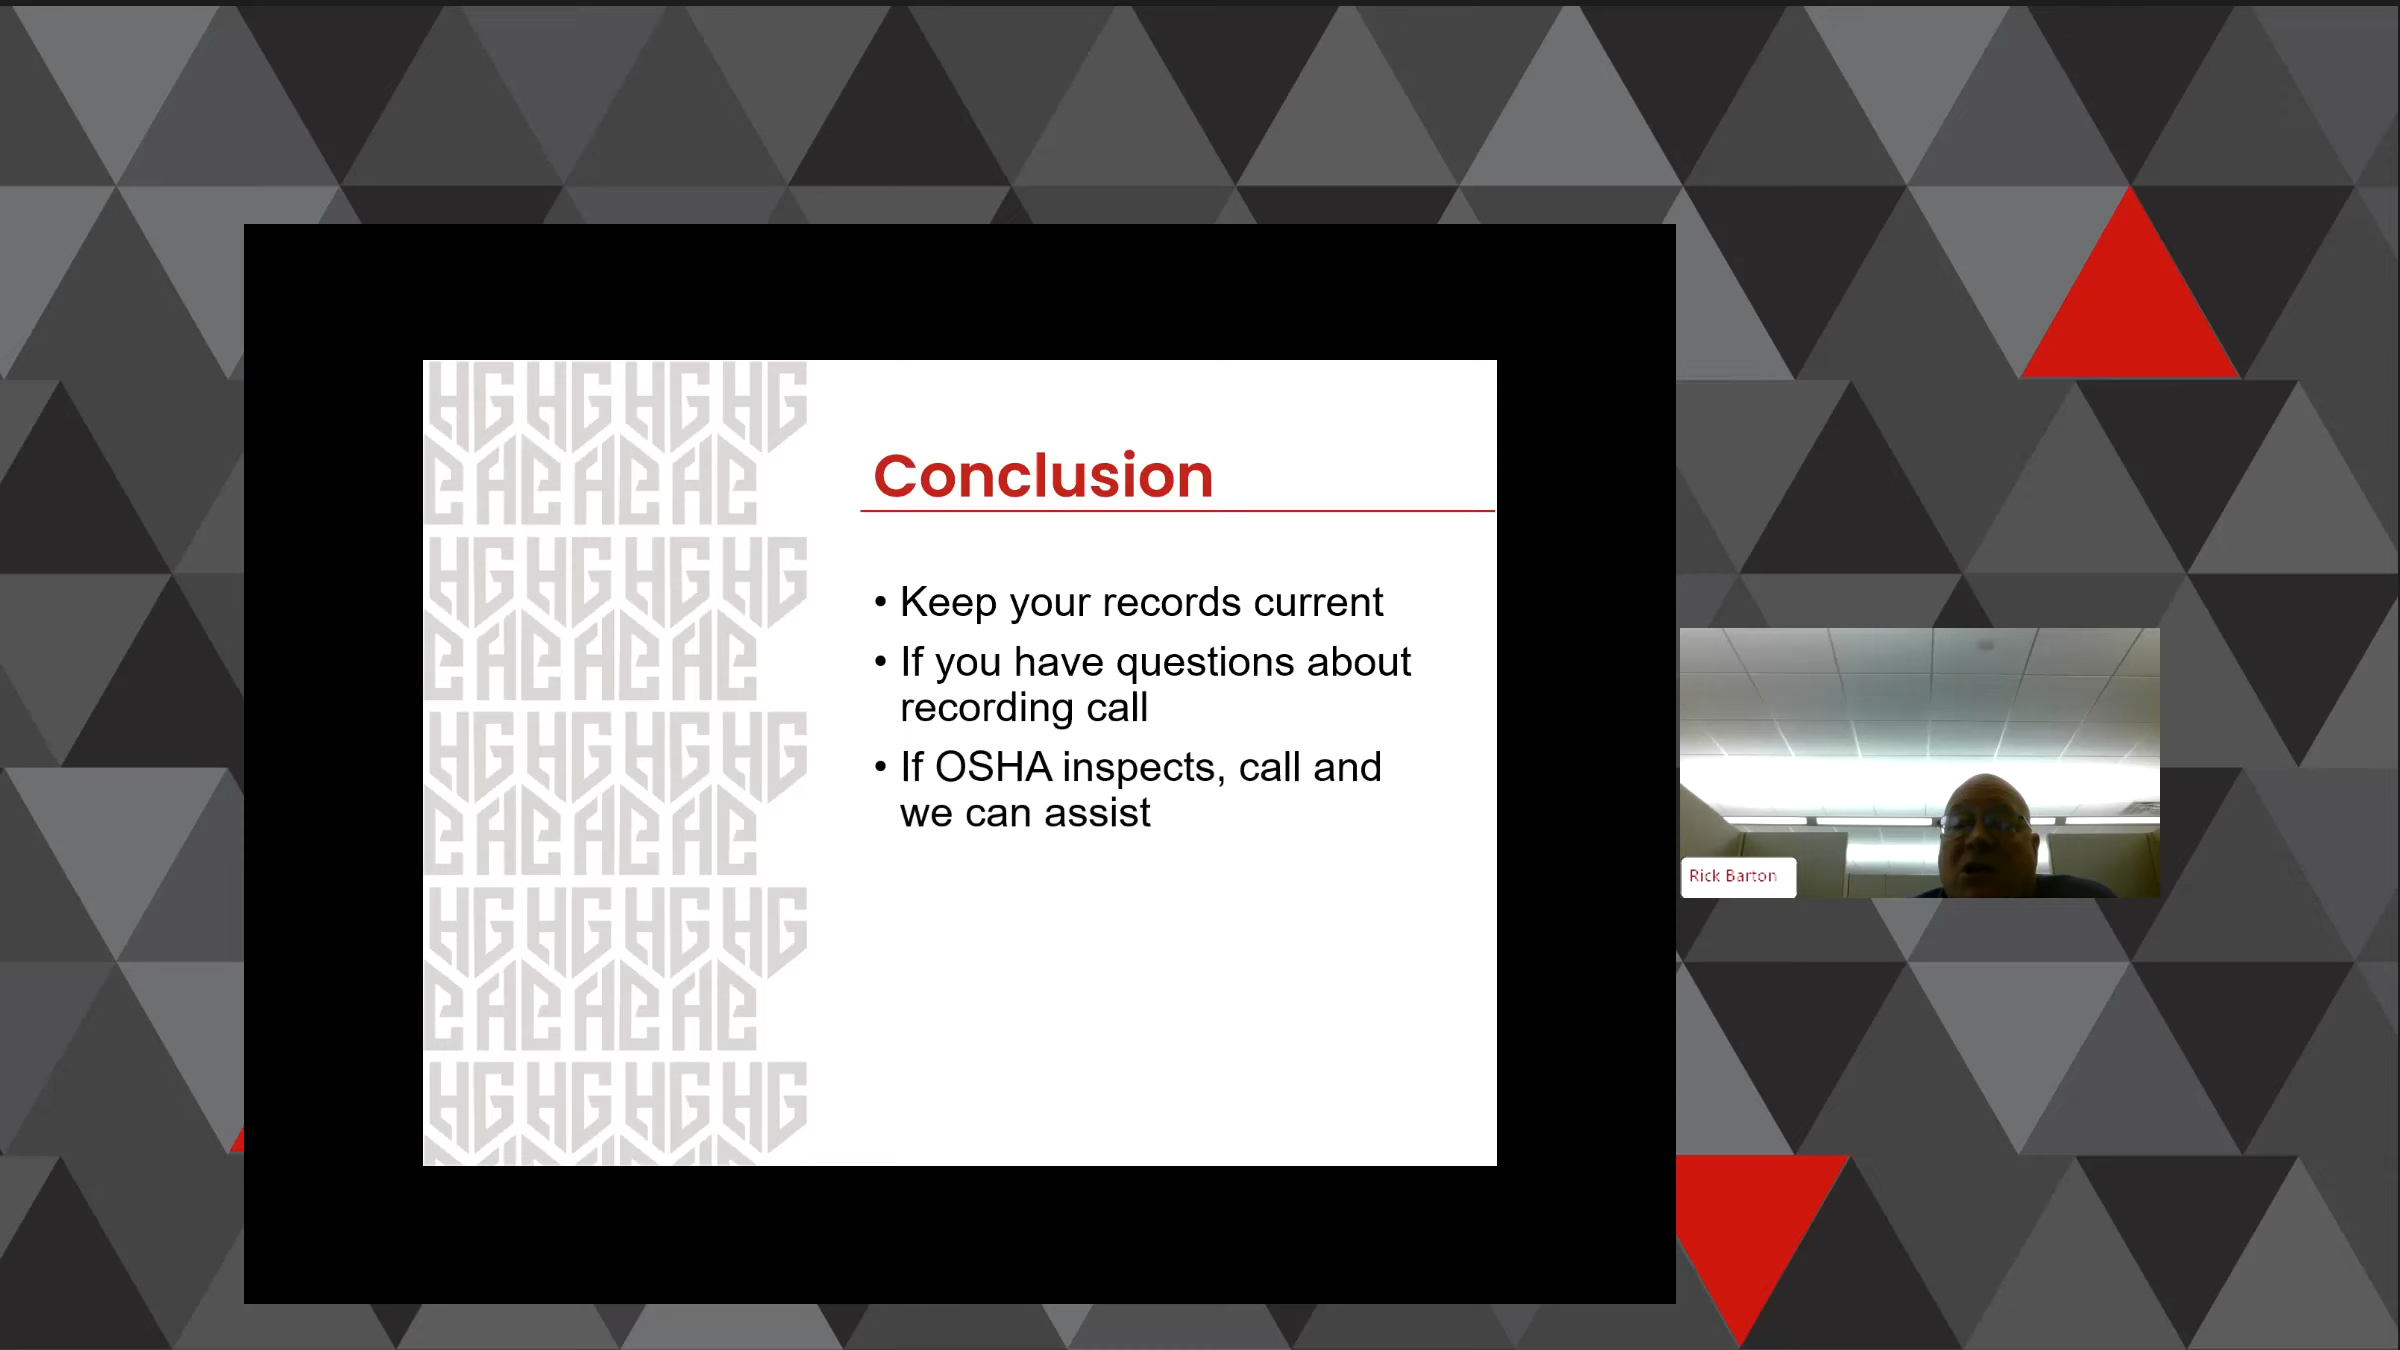 Conclusion
• Keep your records current
• If you have questions about
recording call
• If OSHA inspects, call and
we can assist
Rick Barton